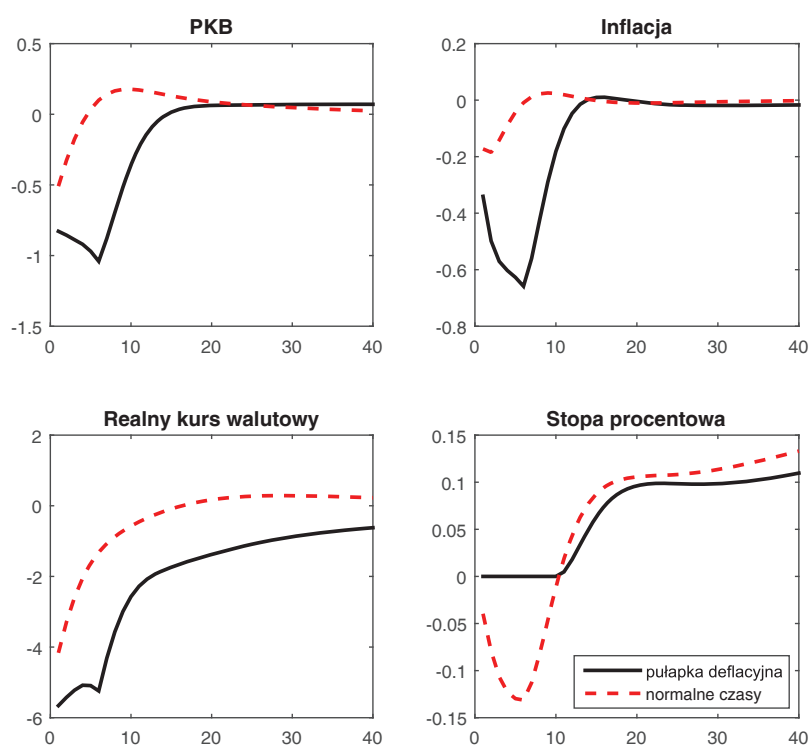 PKB
0.5
0
-0.5
-1
-1.5
0 10 20 30 40
Inflacja
0.2
0
-0.2
-0.4
-0.6
-0.8
0 10 20 30 40
Realny kurs walutowy
2
0
-2
-4
-6
0 10 20 30 40
Stopa procentowa
0.15
0.1
0.05
0
-0.05
-0.1
-0.15
0 10 20 30 40
pułapka deflacyjna
normalne czasy